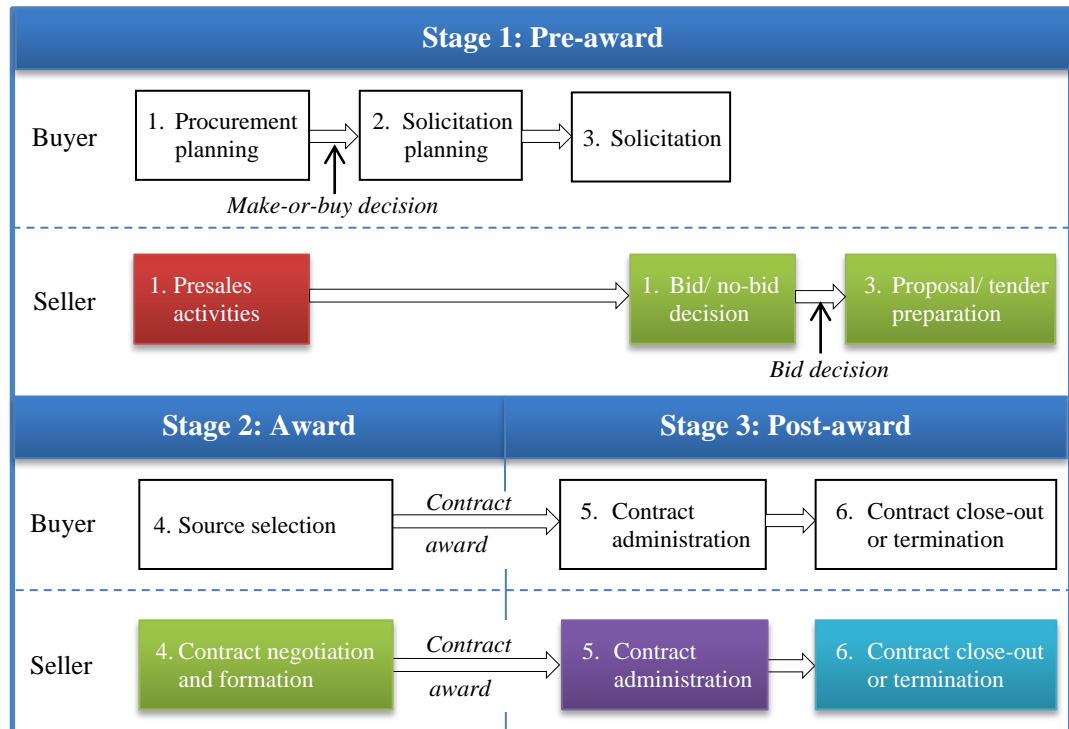 Stage 1: Pre-award
Buyer
1. Procurement
planning
2. Solicitation
planning
3. Solicitation
Make-or-buy decision
Seller
1. Presales
activities
1. Bid/ no-bid
decision
3. Proposal/ tender
preparation
Bid decision
Stage 2: Award
Stage 3: Post-award
Buyer
4. Source selection
Contract
award
5. Contract
administration
6. Contract close-out
or termination
Seller
4. Contract negotiation
and formation
Contract
award
5. Contract
administration
6. Contract close-out
or termination